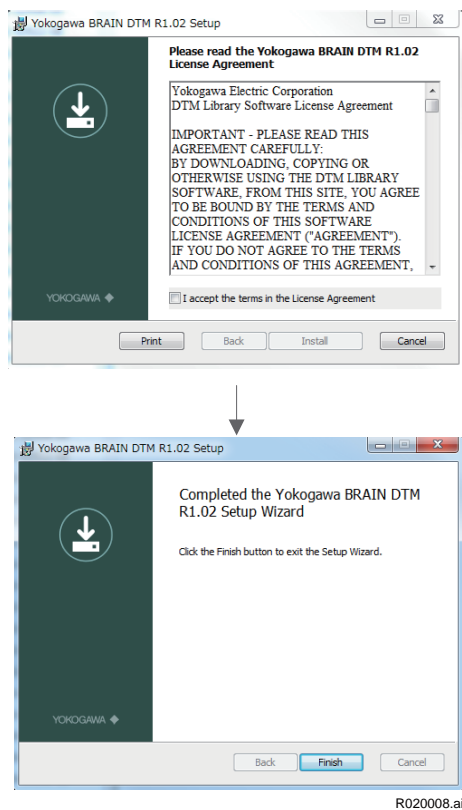 Yokogawa BRAIN DTM R1.02 Setup
Please read the Yokogawa BRAIN DTM R1.02
License Agreement
Yokogawa Electric Corporation
DTM Library Software License Agreement
IMPORTANT - PLEASE READ THIS
AGREEMENT CAREFULLY:
BY DOWNLOADING, COPYING OR
OTHERWISE USING THE DTM LIBRARY
SOFTWARE, FROM THIS SITE, YOU AGREE
TO BE BOUND BY THE TERMS AND
CONDITIONS OF THIS SOFTWARE
LICENSE AGREEMENT ("AGREEMENT").
IF YOU DO NOT AGREE TO THE TERMS
AND CONDITIONS OF THIS AGREEMENT,
YOKOGAWA
I accept the terms in the License Agreement
Print Back Install Cancel
Yokogawa BRAIN DTM R1.02 Setup
Completed the Yokogawa BRAIN DTM
R1.02 Setup Wizard
Click the Finish button to exit the Setup Wizard.
YOKOGAWA
Back Finish Cancel
R020008.ai